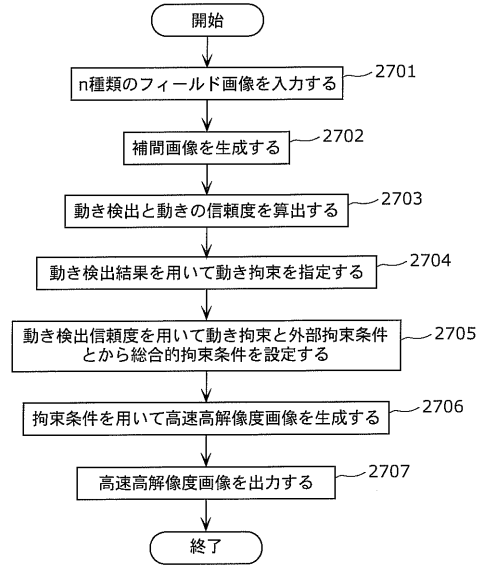 開始
n種類のフィールド画像を入力する
2701
補間画像を生成する
2702
動き検出と動きの信頼度を算出する
2703
動き検出結果を用いて動き拘束を指定する
2704
動き検出信頼度を用いて動き拘束と外部拘束条件
とから総合的拘束条件を設定する
2705
拘束条件を用いて高速高解像度画像を生成する
2706
高速高解像度画像を出力する
2707
終了